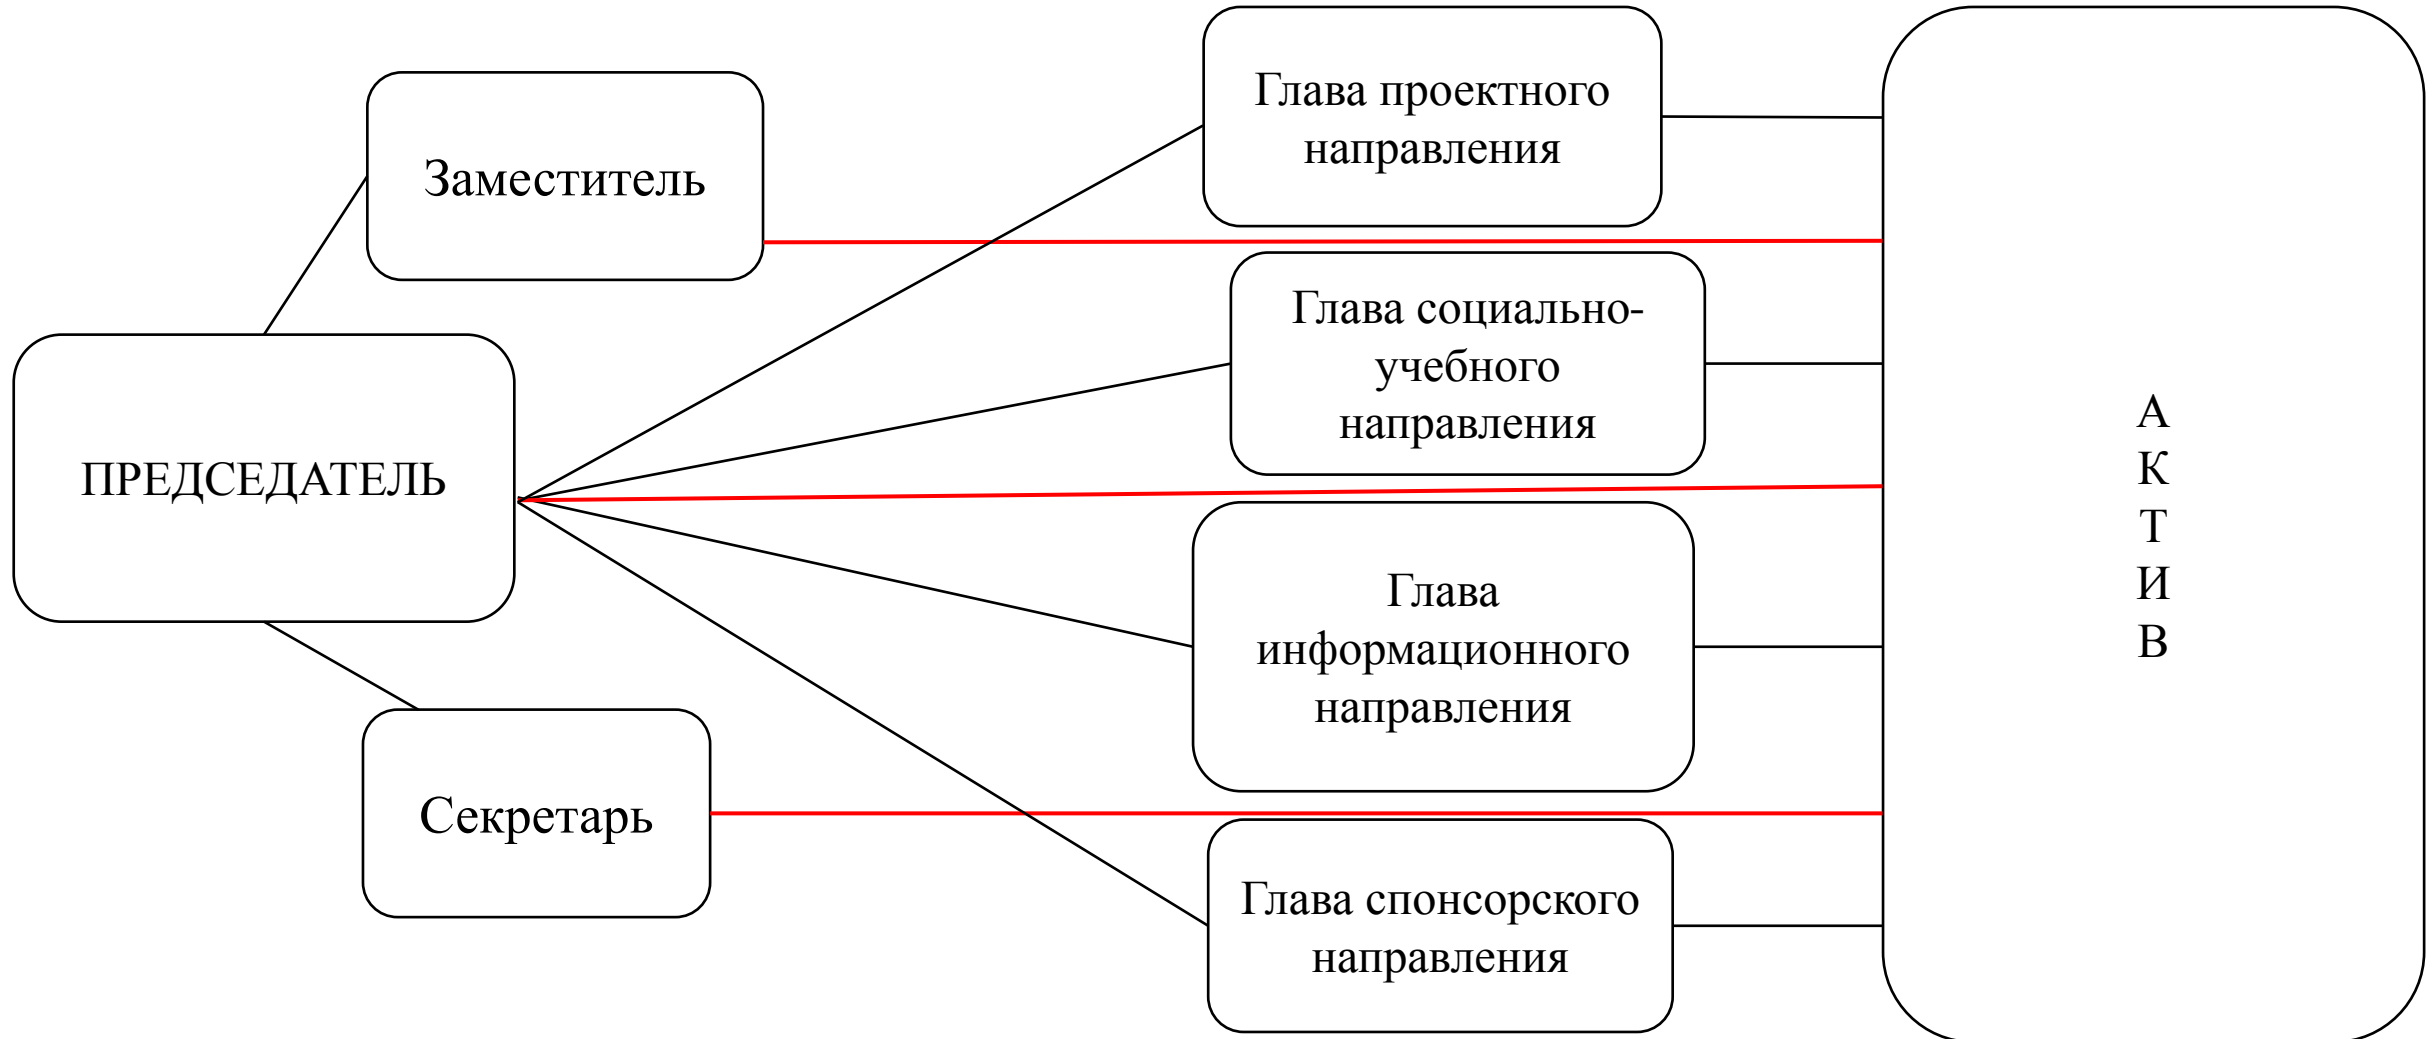 Заместитель
ПРЕДСЕДАТЕЛЬ
Секретарь
Глава проектного
направления
Глава социально-
учебного
направления
Глава
информационного
направления
Глава спонсорского
направления
А
К
Т
И
В